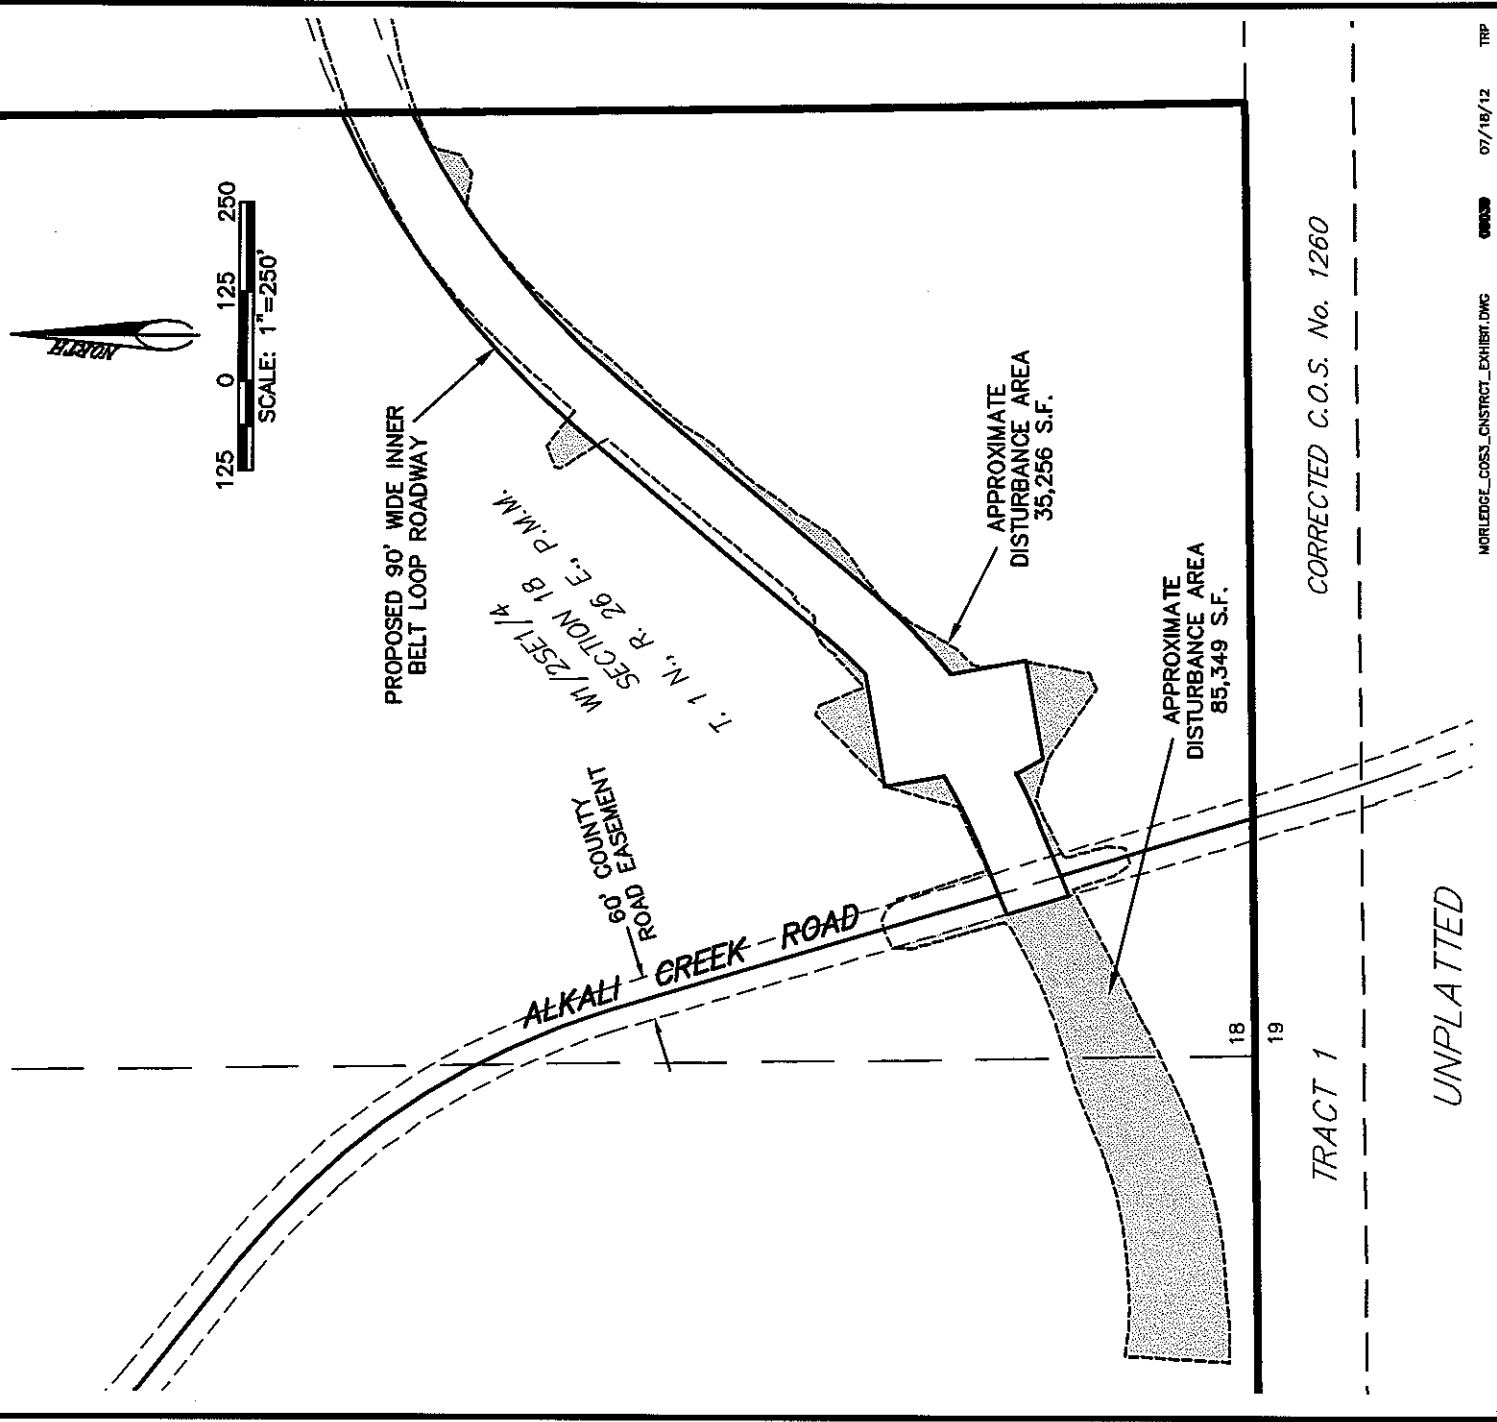 NORTH
125 0 125 250
SCALE: 1"=250'
PROPOSED 90' WIDE INNER
BELT LOOP ROADWAY
W1/2SE1/4
SECTION 18
T. 1 N., R. 26 E., P.M.M.
60' COUNTY
ROAD EASEMENT
ALKALI CREEK ROAD
APPROXIMATE
DISTURBANCE AREA
35,256 S.F.
APPROXIMATE
DISTURBANCE AREA
85,349 S.F.
18
19
TRACT 1
CORRECTED C.O.S. No. 1260
UNPLATTED
MORLEDGE_COS3_CNSTRCT_EXHIBIT.DWG 07/18/12 TRP